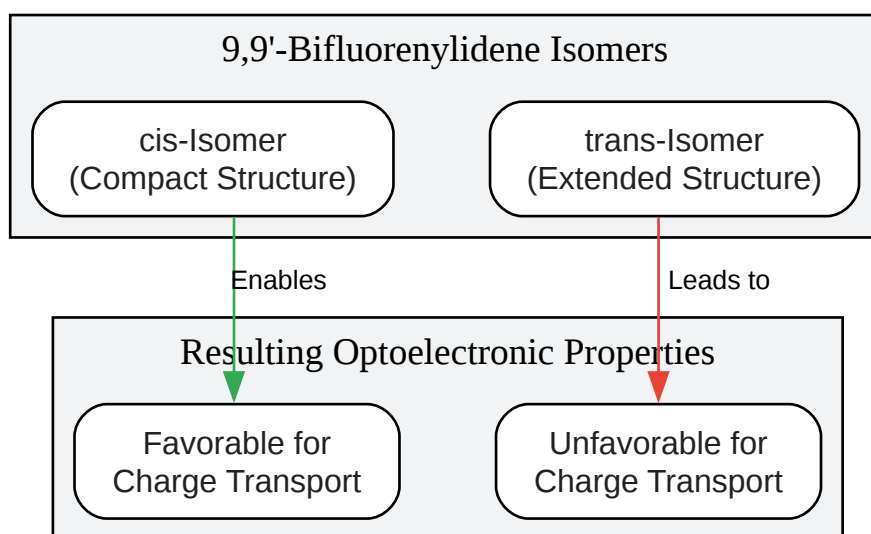 9,9'-Bifluorenylidene Isomers
cis-Isomer
(Compact Structure)
trans-Isomer
(Extended Structure)
Enables
Leads to
Resulting Optoelectronic Properties
Favorable for
Charge Transport
Unfavorable for
Charge Transport